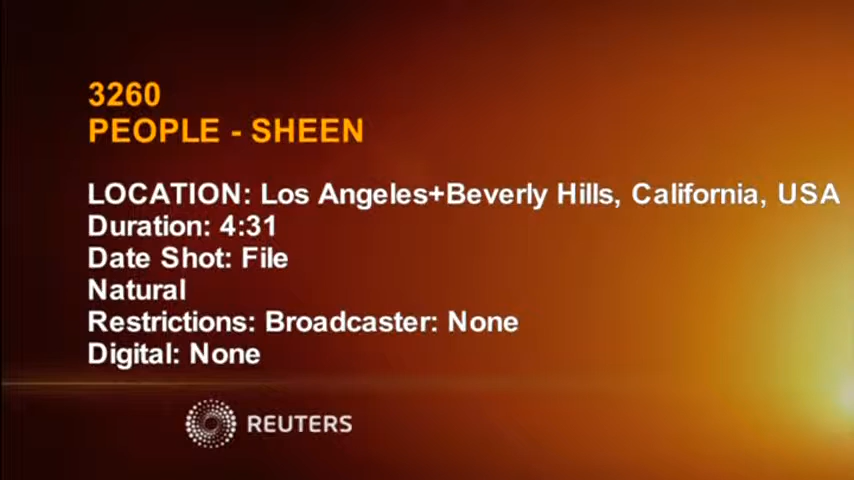 3260
PEOPLE - SHEEN
LOCATION: Los Angeles+Beverly Hills, California, USA
Duration: 4:31
Date Shot: File
Natural
Restrictions: Broadcaster: None
Digital: None
REUTERS